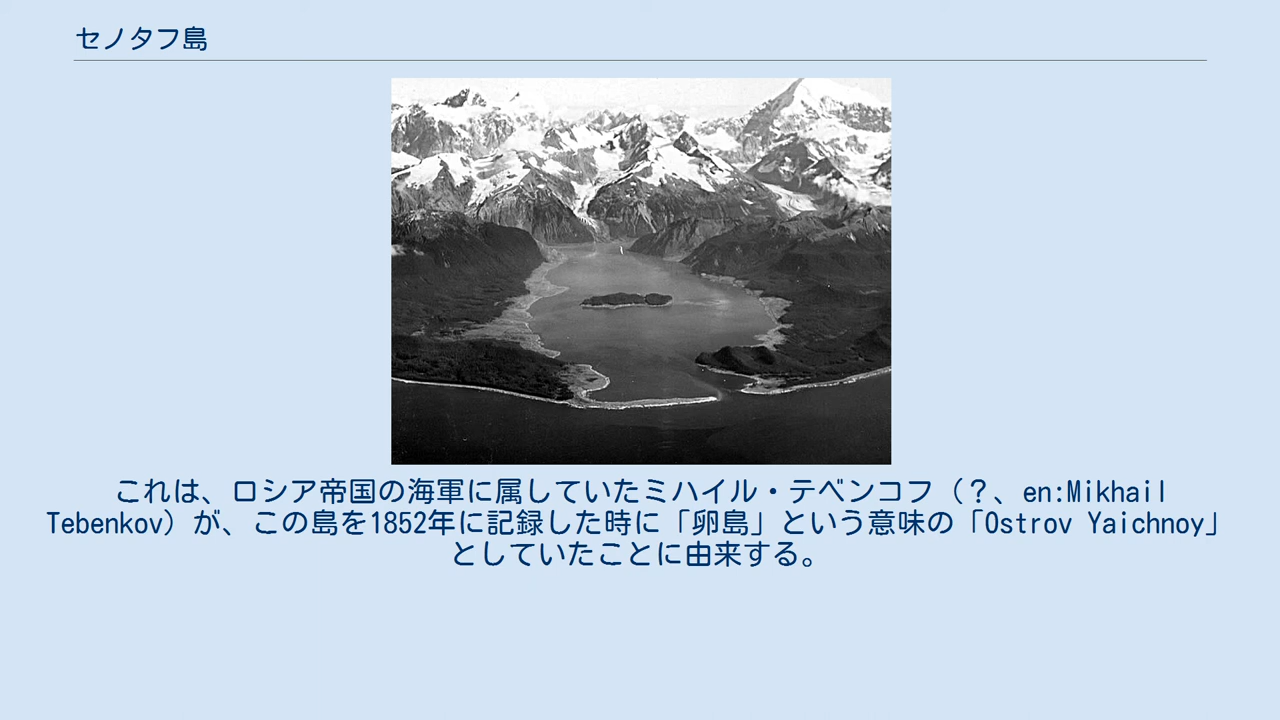 セノタフ島
これは、ロシア帝国の海軍に属していたミハイル・テベンコフ（？、en:Mikhail
Tebenkov）が、この島を1852年に記録した時に「卵島」という意味の「Ostrov Yaichnoy」
としていたことに由来する。